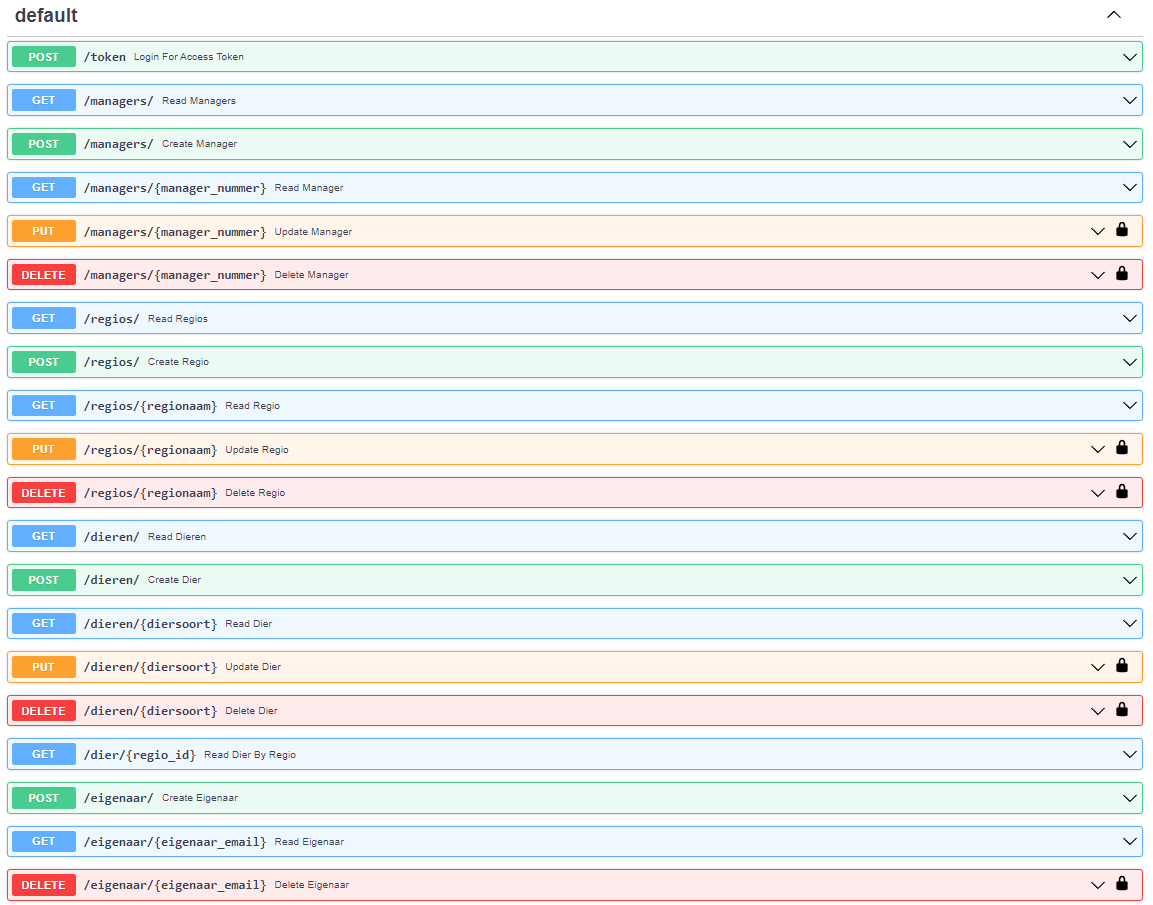 default
POST /token Login For Access Token
GET /managers/ Read Managers
POST /managers/ Create Manager
GET /managers/{manager_nummer} Read Manager
PUT /managers/{manager_nummer} Update Manager
DELETE /managers/{manager_nummer} Delete Manager
GET /regios/ Read Regios
POST /regios/ Create Regio
GET /regios/{regionaam} Read Regio
PUT /regios/{regionaam} Update Regio
DELETE /regios/{regionaam} Delete Regio
GET /dieren/ Read Dieren
POST /dieren/ Create Dier
GET /dieren/{diersoort} Read Dier
PUT /dieren/{diersoort} Update Dier
DELETE /dieren/{diersoort} Delete Dier
GET /dier/{regio_id} Read Dier By Regio
POST /eigenaar/ Create Eigenaar
GET /eigenaar/{eigenaar_email} Read Eigenaar
DELETE /eigenaar/{eigenaar_email} Delete Eigenaar